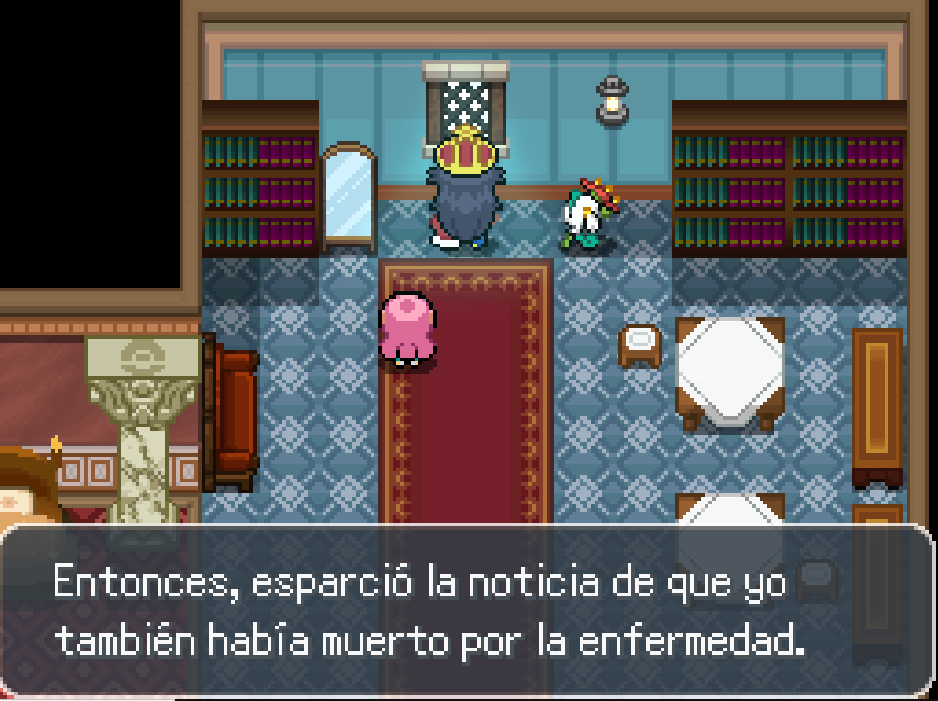 Entonces, esparció la noticia de que yo
también había muerto por la enfermedad.